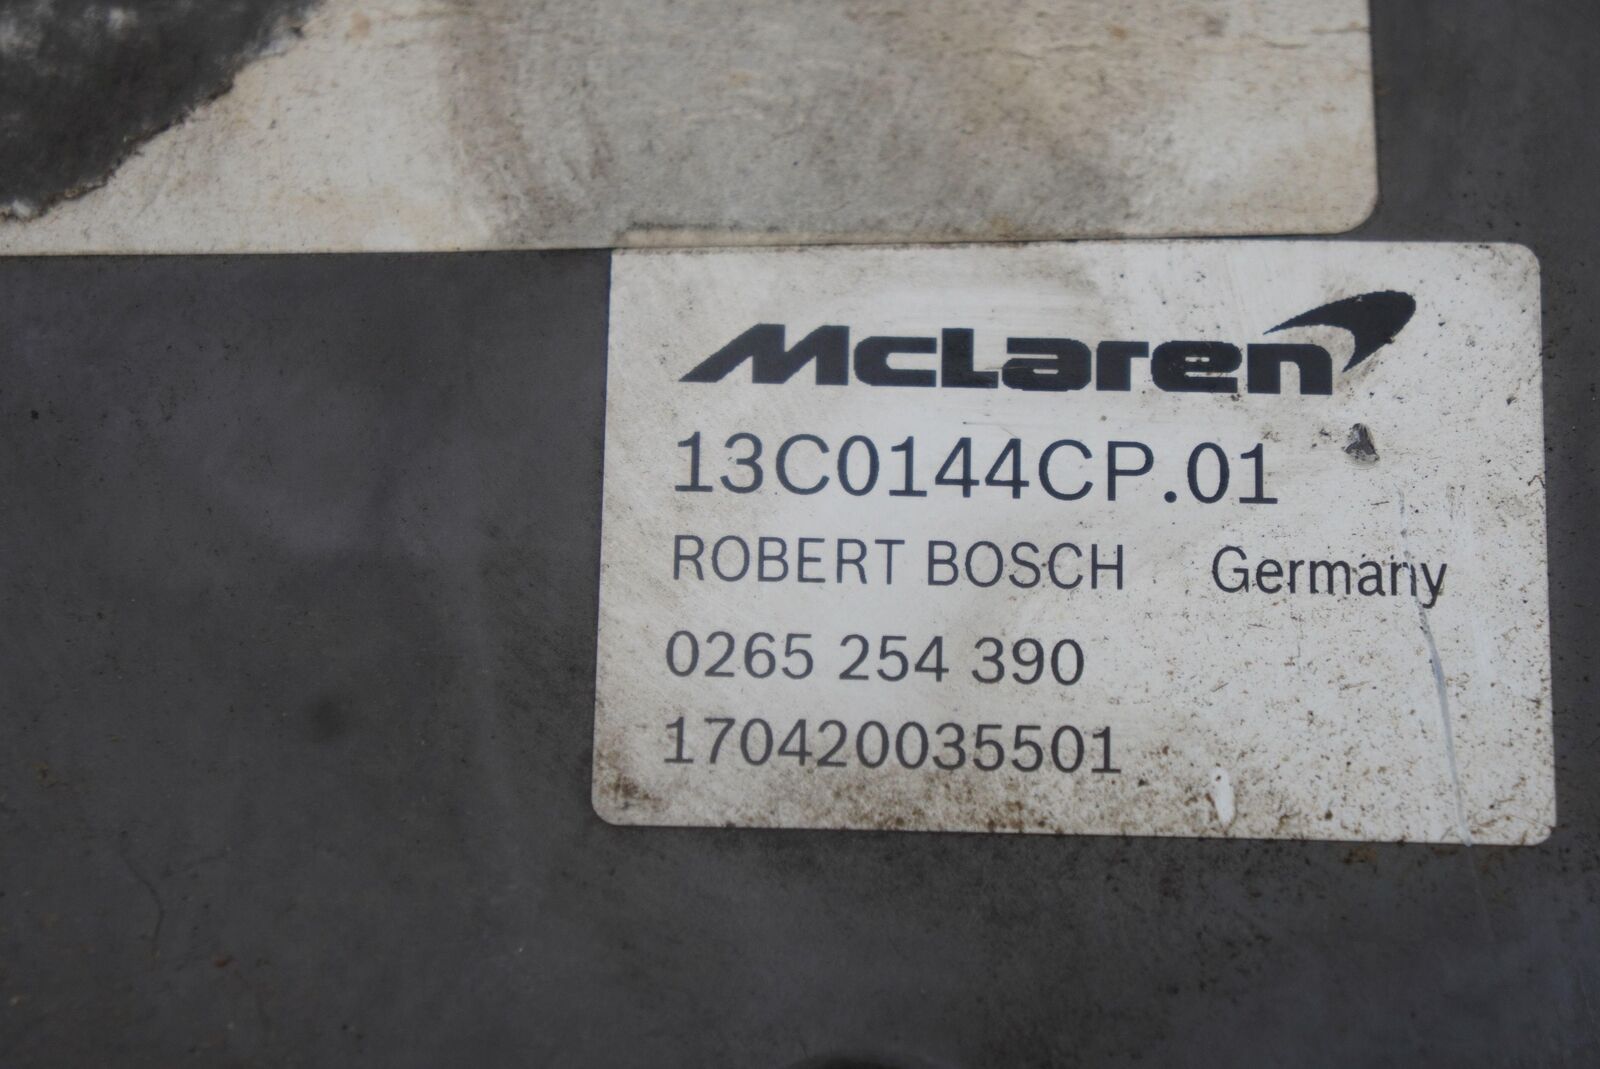 McLaren
13C0144CP.01
ROBERT BOSCH Germany
0265 254 390
170420035501